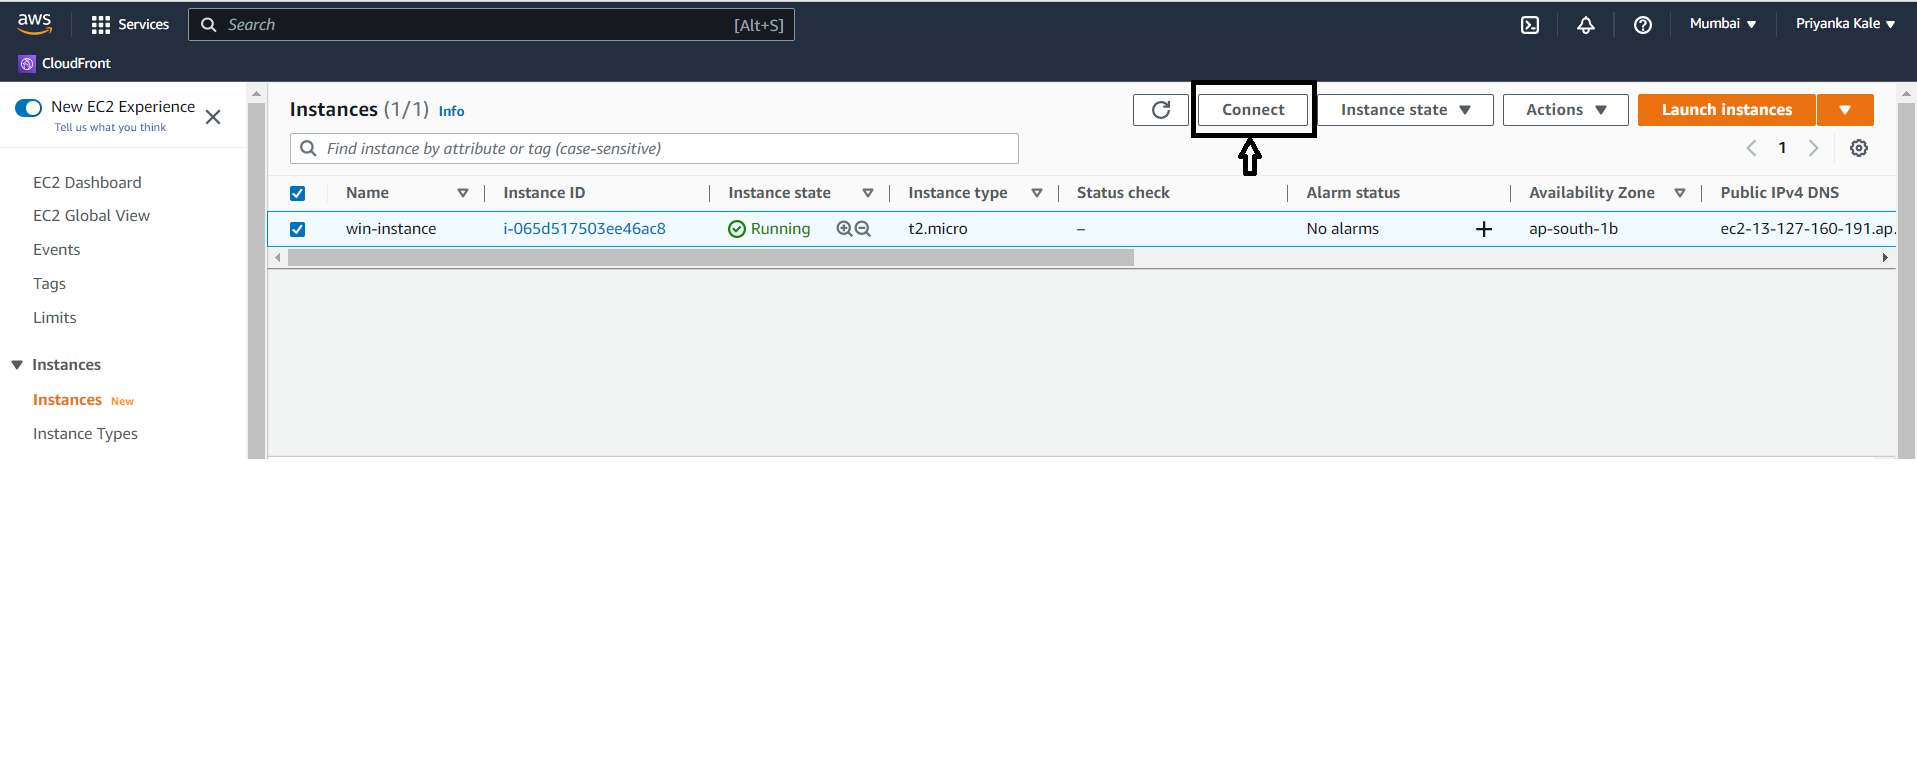 aws Services Search [Alt+S] Mumbai Priyanka Kale
CloudFront
New EC2 Experience
Tell us what you think
EC2 Dashboard
EC2 Global View
Events
Tags
Limits
Instances
Instances New
Instance Types
Instances (1/1) Info Connect Instance state Actions Launch instances
Find instance by attribute or tag (case-sensitive) 1
Name Instance ID Instance state Instance type Status check Alarm status Availability Zone Public IPv4 DNS
win-instance i-065d517503ee46ac8 Running t2.micro – No alarms + ap-south-1b ec2-13-127-160-191.ap.